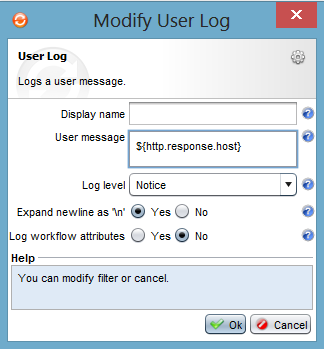 Modify User Log
User Log
Logs a user message.
Display name
User message
${http.response.host}
Log level Notice
Expand newline as '\n' Yes No
Log workflow attributes Yes No
Help
You can modify filter or cancel.
Ok Cancel